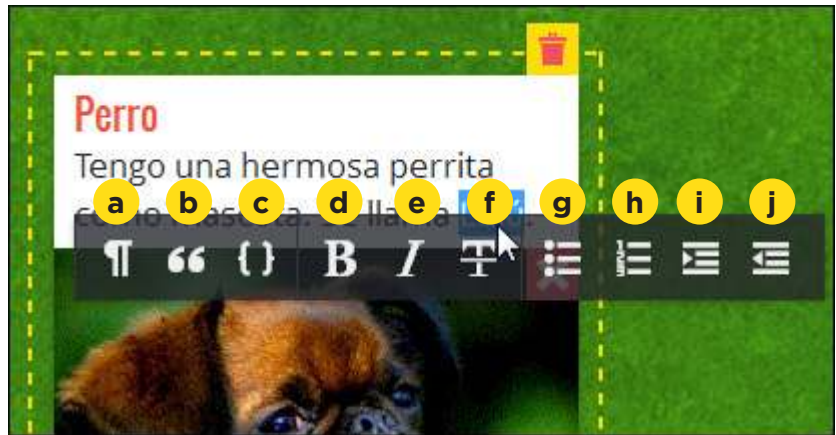 Perro
Tengo una hermosa perrita
a b c d e f g h i j
¶ “ {} B I T